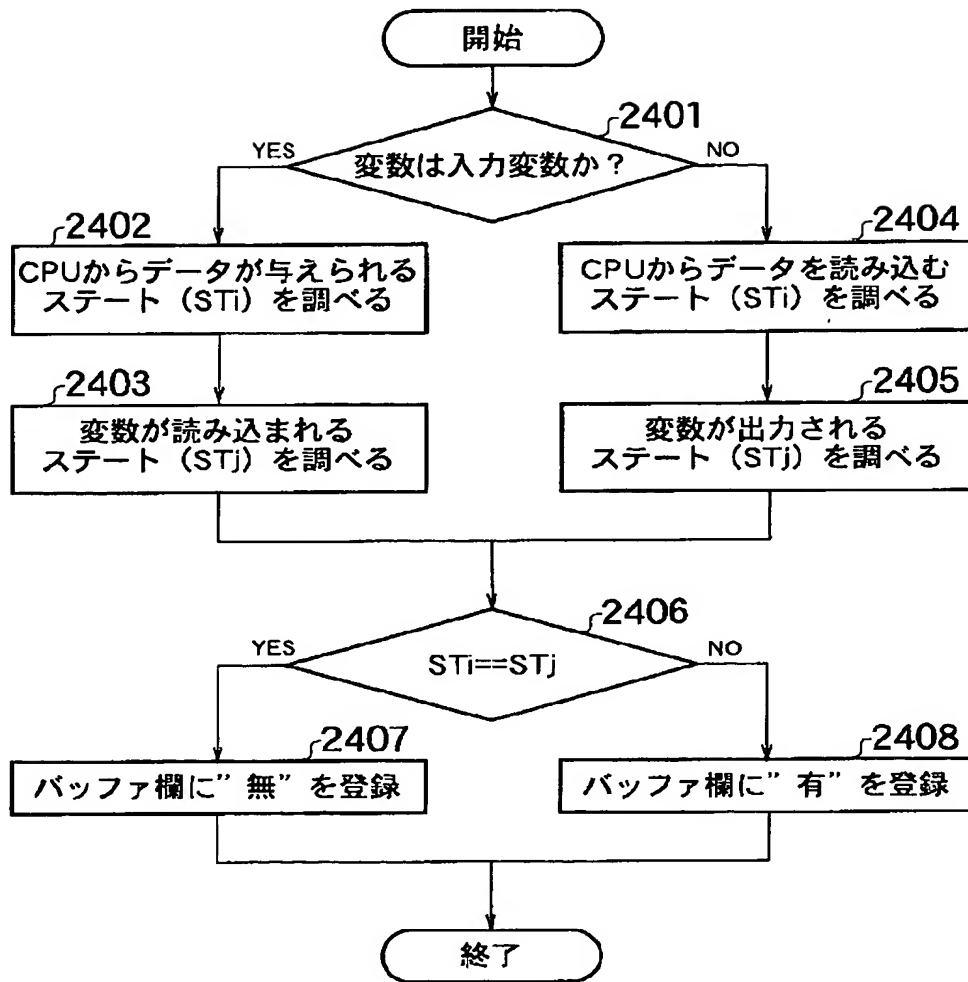 開始
2401
変数は入力変数か？
YES
NO
2402
CPUからデータが与えられる
ステート（STi）を調べる
2404
CPUからデータを読み込む
ステート（STi）を調べる
2403
変数が読み込まれる
ステート（STj）を調べる
2405
変数が出力される
ステート（STj）を調べる
2406
STi==STj
YES
NO
2407
バッファ欄に”無”を登録
2408
バッファ欄に”有”を登録
終了